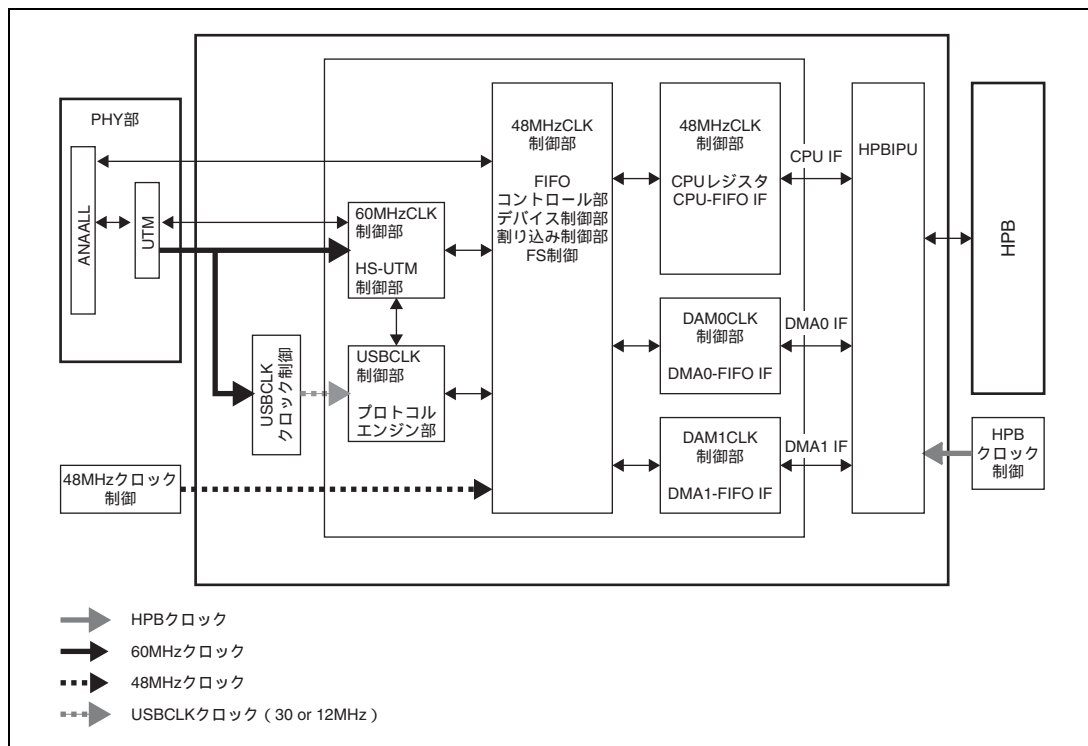 PHY部
ANAALL
UTM
60MHzCLK
制御部
HS-UTM
制御部
USBCLK
クロック制御
USBCLK
制御部
プロトコル
エンジン部
48MHzクロック
制御
48MHzCLK
制御部
FIFO
コントロール部
デバイス制御部
割り込み制御部
FS制御
48MHzCLK
制御部
CPUレジスタ
CPU-FIFO IF
DAM0CLK
制御部
DMA0-FIFO IF
DAM1CLK
制御部
DMA1-FIFO IF
CPU IF
DMA0 IF
DMA1 IF
HPBIPU
HPB
HPB
クロック
制御
HPBクロック
60MHzクロック
48MHzクロック
USBCLKクロック ( 30 or 12MHz )